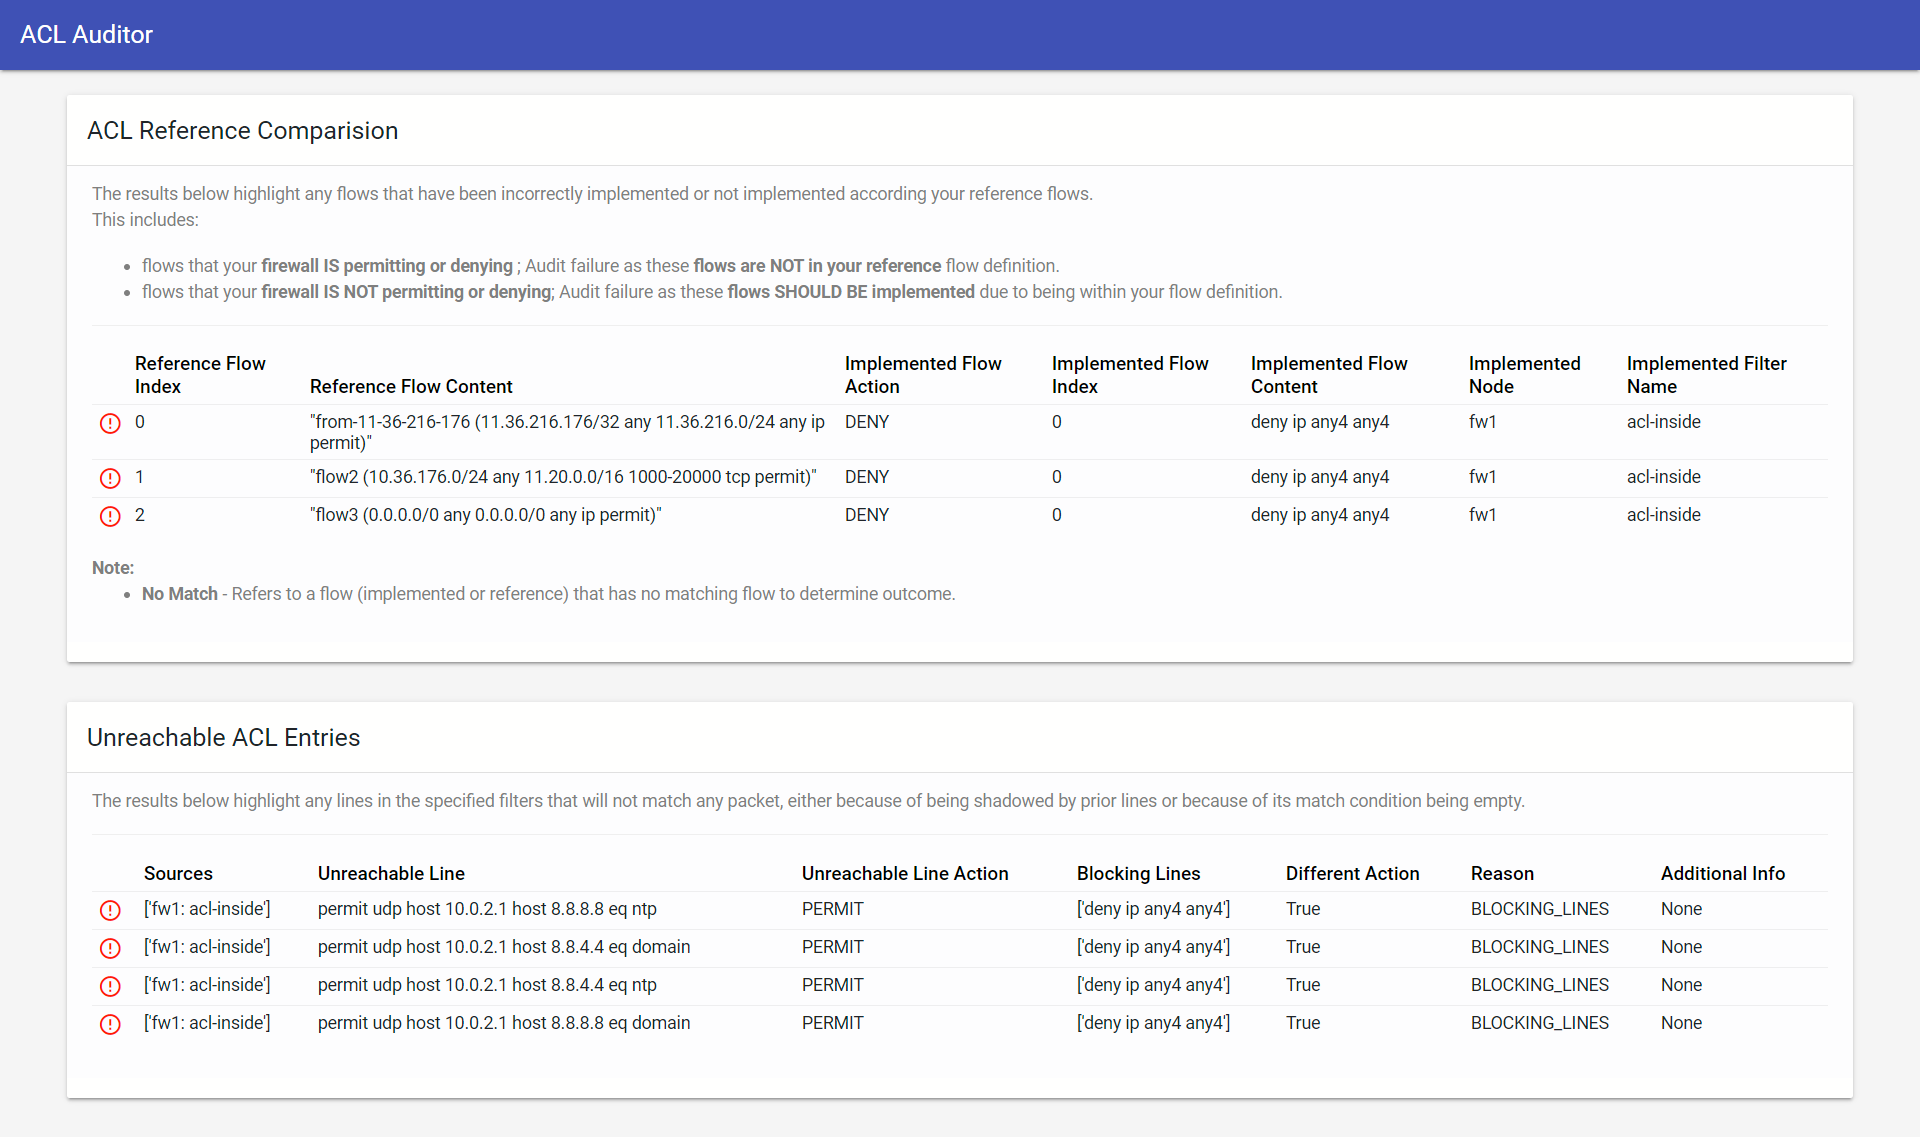 ACL Auditor
ACL Reference Comparision
The results below highlight any flows that have been incorrectly implemented or not implemented according your reference flows.
This includes:
• flows that your firewall IS permitting or denying ; Audit failure as these flows are NOT in your reference flow definition.
• flows that your firewall IS NOT permitting or denying; Audit failure as these flows SHOULD BE implemented due to being within your flow definition.
Reference Flow Index Reference Flow Content Implemented Flow Action Implemented Flow Index Implemented Flow Content Implemented Node Implemented Filter Name
0 "from-11-36-216-176 (11.36.216.176/32 any 11.36.216.0/24 any ip permit)" DENY 0 deny ip any4 any4 fw1 acl-inside
1 "flow2 (10.36.176.0/24 any 11.20.0.0/16 1000-20000 tcp permit)" DENY 0 deny ip any4 any4 fw1 acl-inside
2 "flow3 (0.0.0.0/0 any 0.0.0.0/0 any ip permit)" DENY 0 deny ip any4 any4 fw1 acl-inside
Note:
• No Match - Refers to a flow (implemented or reference) that has no matching flow to determine outcome.
Unreachable ACL Entries
The results below highlight any lines in the specified filters that will not match any packet, either because of being shadowed by prior lines or because of its match condition being empty.
Sources Unreachable Line Unreachable Line Action Blocking Lines Different Action Reason Additional Info
['fw1: acl-inside'] permit udp host 10.0.2.1 host 8.8.8.8 eq ntp PERMIT ['deny ip any4 any4'] True BLOCKING_LINES None
['fw1: acl-inside'] permit udp host 10.0.2.1 host 8.8.4.4 eq domain PERMIT ['deny ip any4 any4'] True BLOCKING_LINES None
['fw1: acl-inside'] permit udp host 10.0.2.1 host 8.8.4.4 eq ntp PERMIT ['deny ip any4 any4'] True BLOCKING_LINES None
['fw1: acl-inside'] permit udp host 10.0.2.1 host 8.8.8.8 eq domain PERMIT ['deny ip any4 any4'] True BLOCKING_LINES None